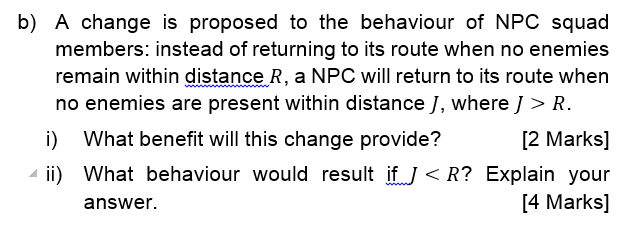 b) A change is proposed to the behaviour of NPC squad
members: instead of returning to its route when no enemies
remain within distance R, a NPC will return to its route when
no enemies are present within distance J, where J > R.
i) What benefit will this change provide? [2 Marks]
ii) What behaviour would result if J < R? Explain your
answer. [4 Marks]